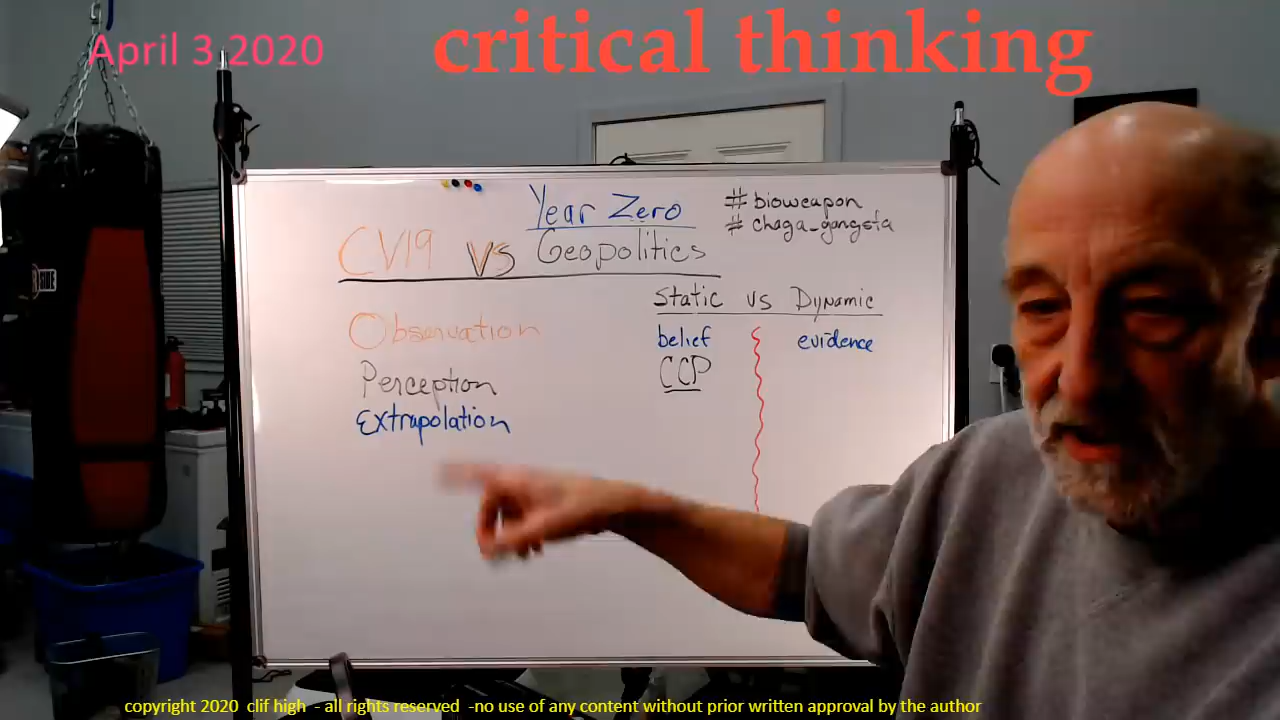 April 3 2020
critical thinking
Year Zero
# bioweapon
# chaga_gangsta
CV19 vs Geopolitics
Static vs Dynamic
Observation
belief
evidence
Perception
CCP
Extrapolation
SIDE
copyright 2020 clif high - all rights reserved -no use of any content without prior written approval by the author